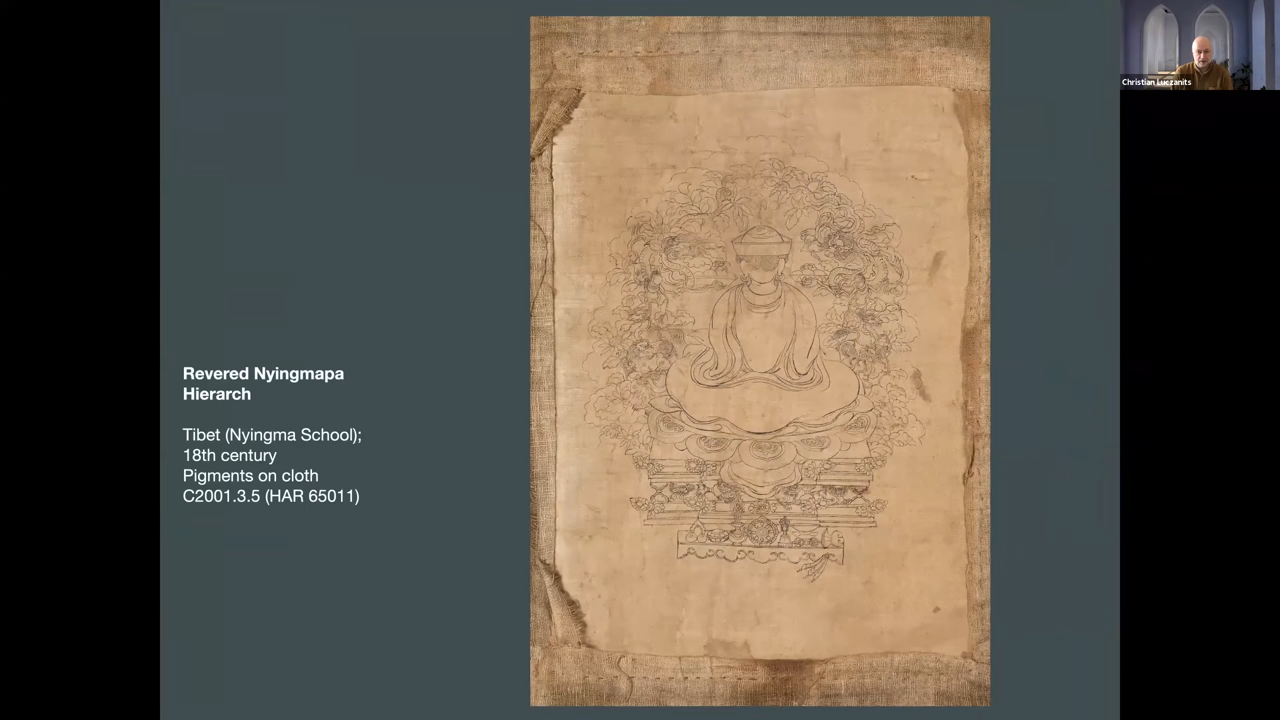 Revered Nyingmapa
Hierarch
Tibet (Nyingma School);
18th century
Pigments on cloth
C2001.3.5 (HAR 65011)
Christian Luczanits